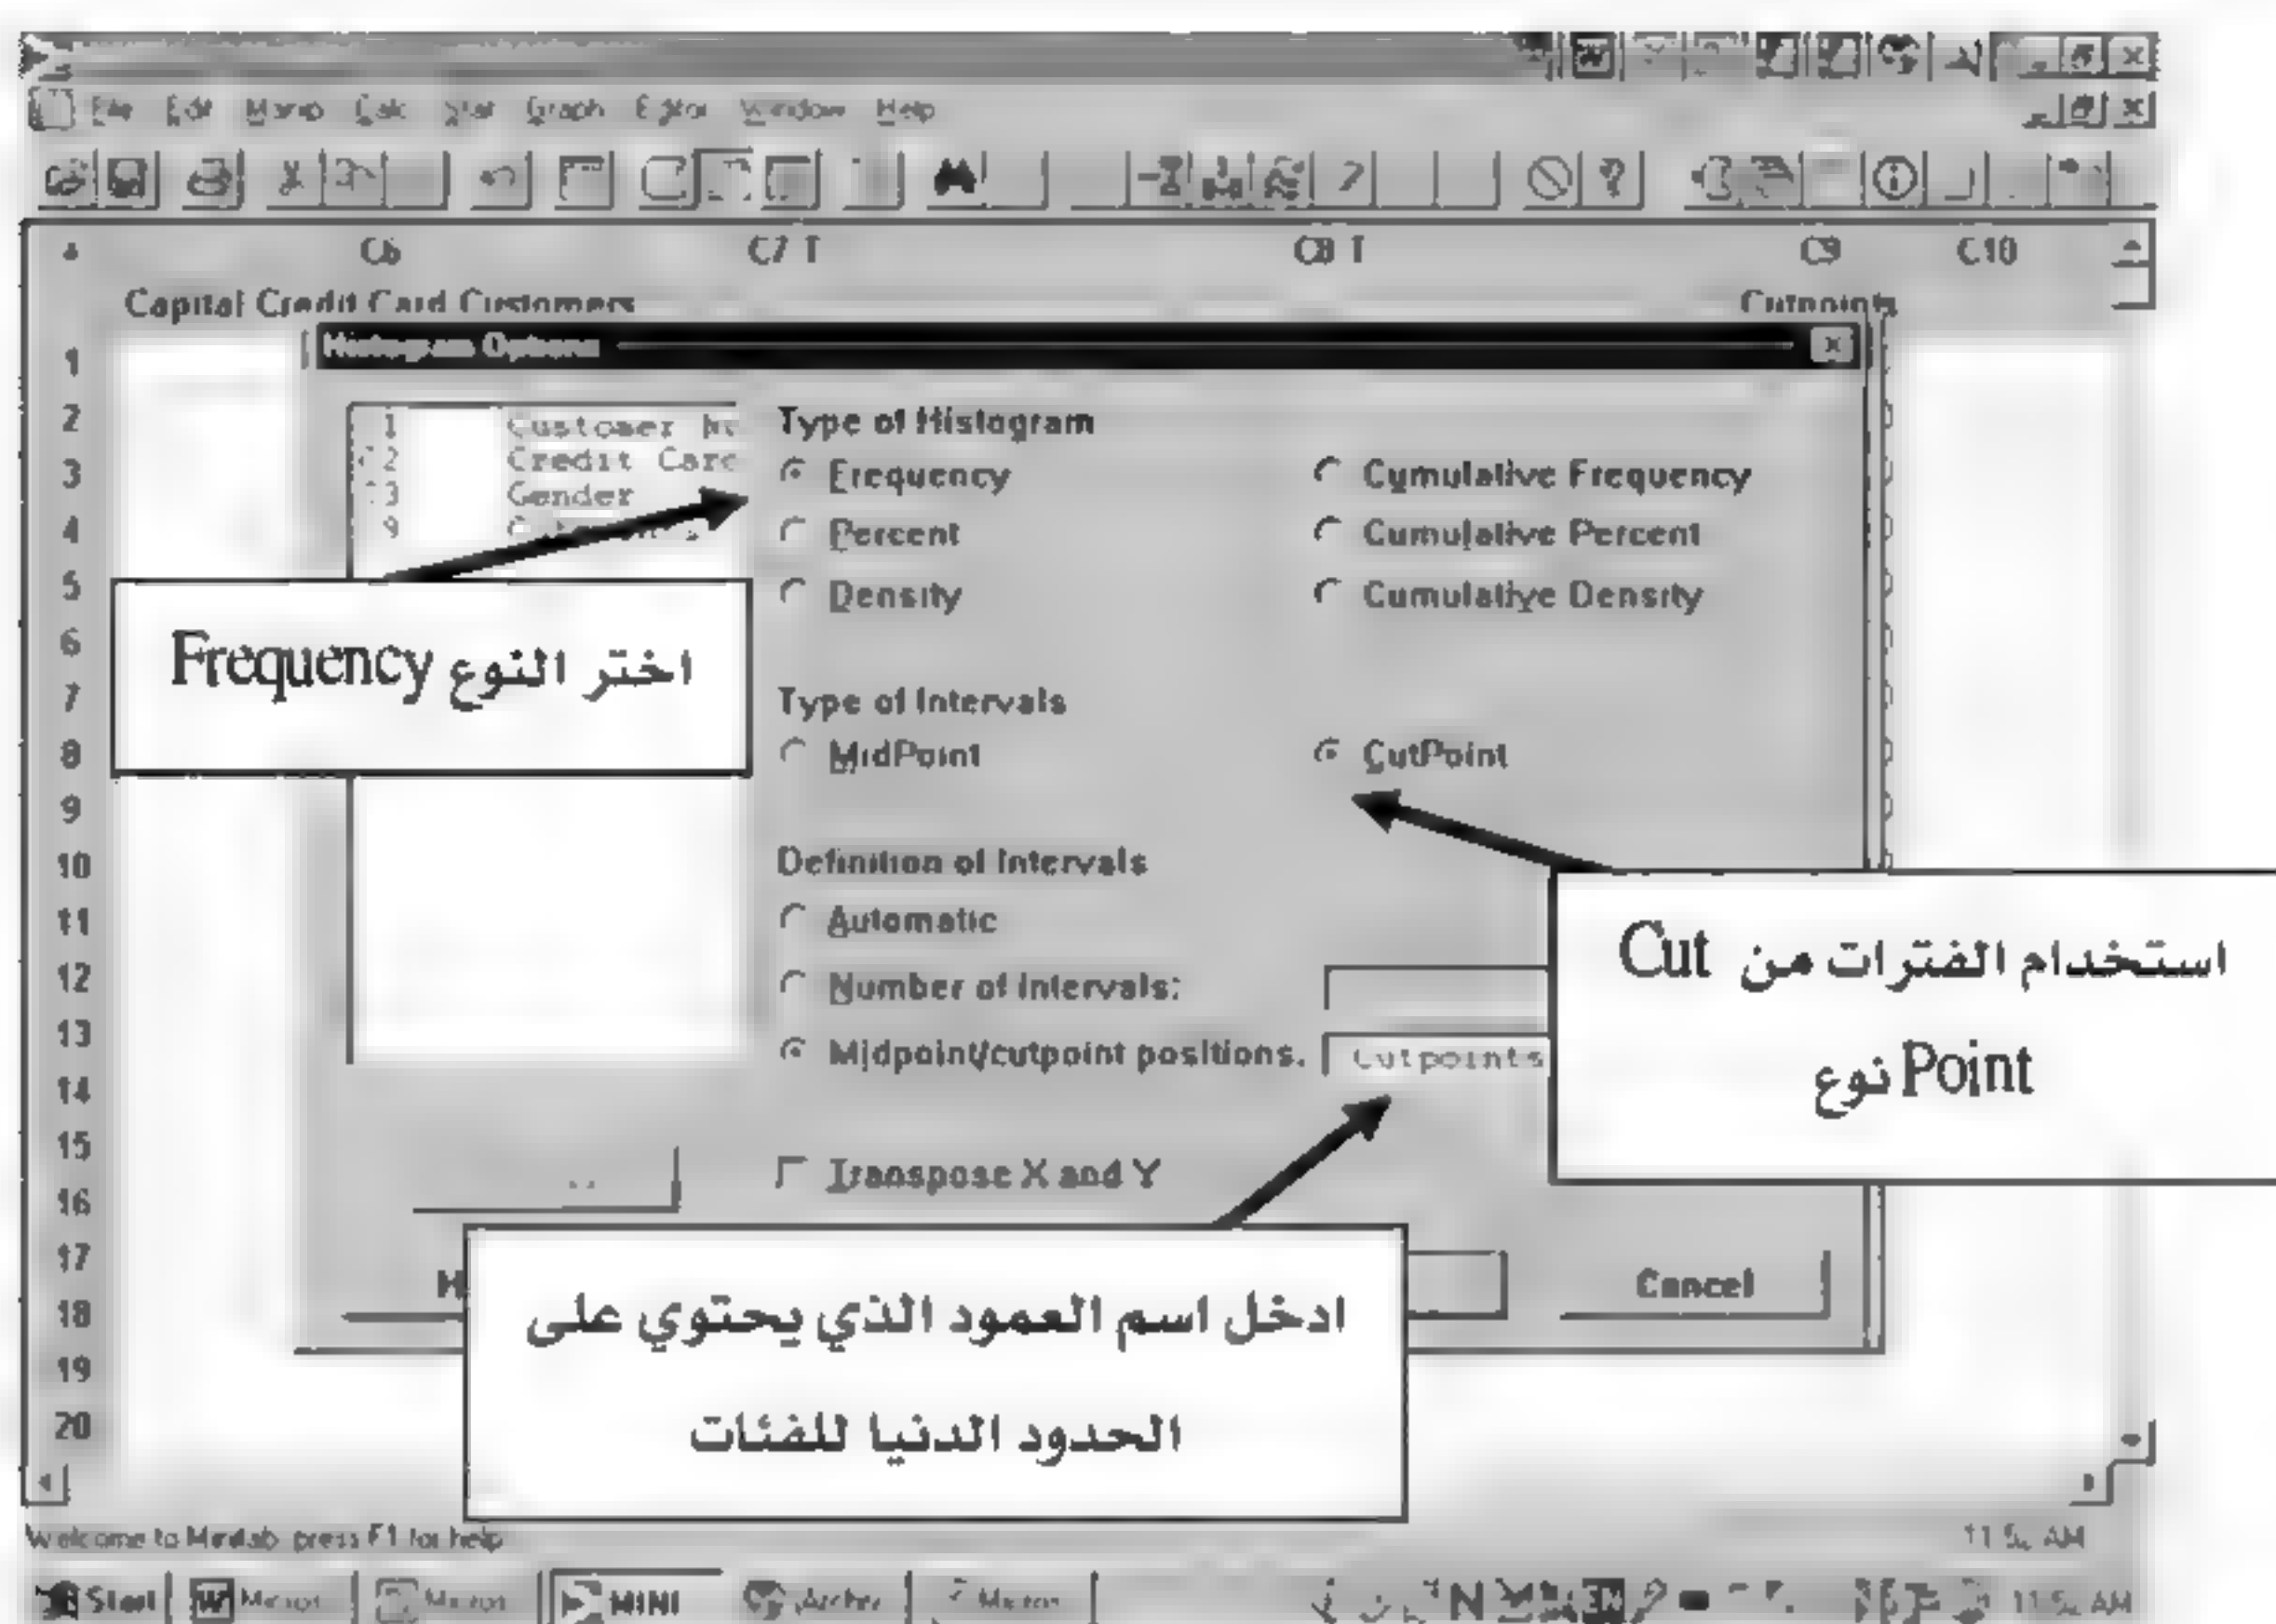 File Edit Manip Calc Stat Graph Editor Window Help
C6 C7 T C8 T C9 C10
Capital Credit Card Customers Cutpoints
Histogram Options
1
2
3
4
5
6
7
8
9
10
11
12
13
14
15
16
17
18
19
20
Customer
Credit Card
Gender
Type of Histogram
Frequency Cumulative Frequency
Percent Cumulative Percent
Density Cumulative Density
اختر النوع Frequency
Type of Intervals
MidPoint CutPoint
Definition of Intervals
Automatic
Number of intervals:
Midpoint/cutpoint positions: Cutpoints
استخدام الفترات من Cut
Point نوع
Transpose X and Y
Cancel
ادخل اسم العمود الذي يحتوي على
الحدود الدنيا للفئات
Welcome to Minitab press F1 for help
Start MINI